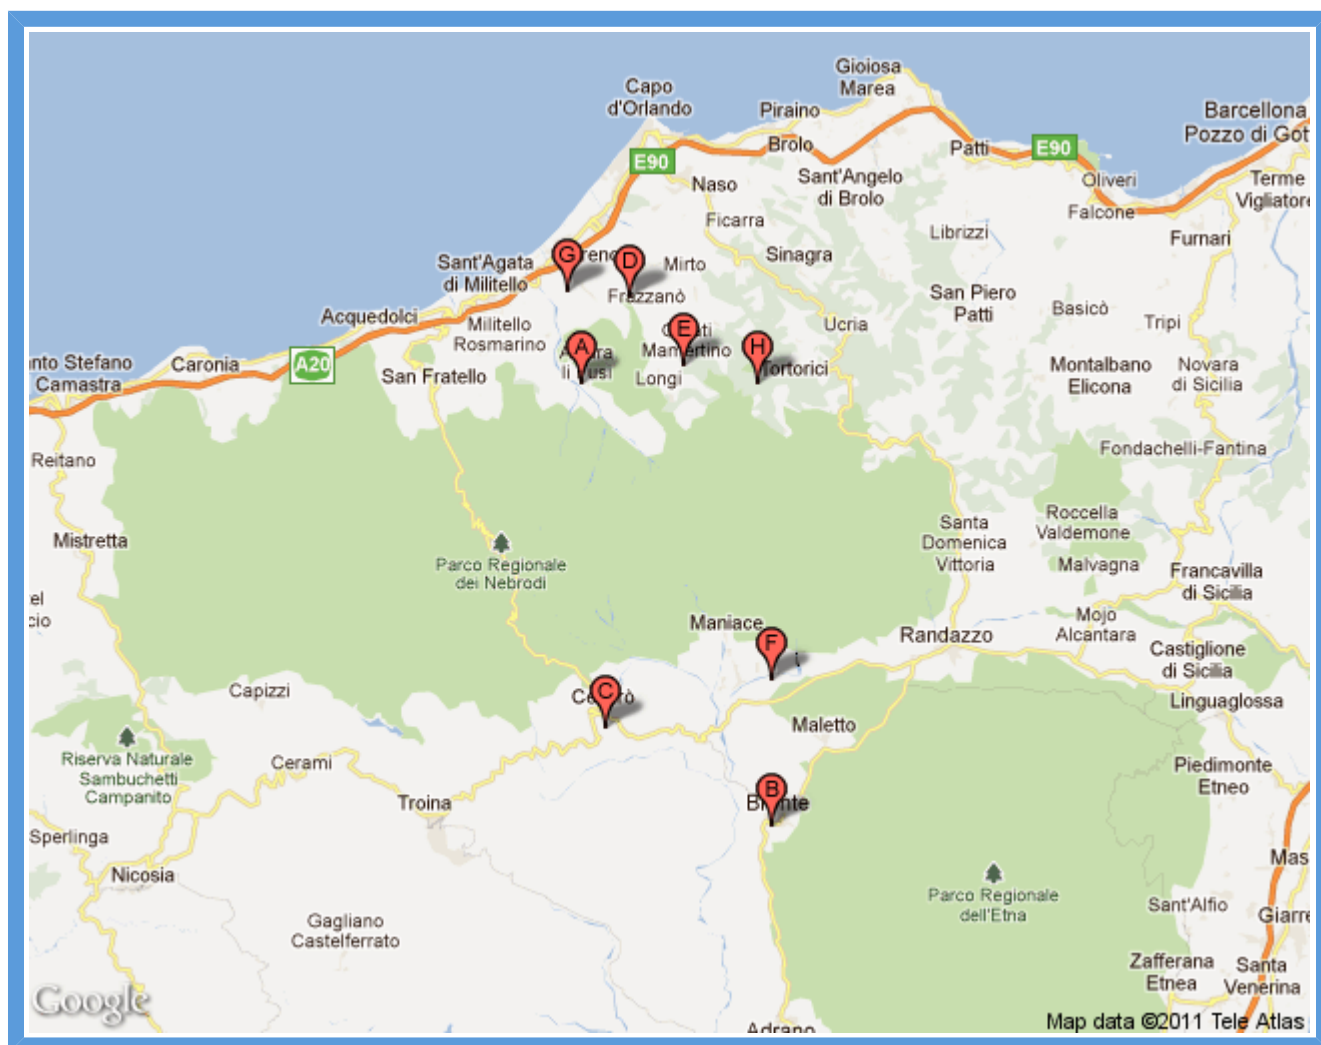 Gioiosa
Marea
Capo
d'Orlando
Piraino
Barcellona
Pozzo di Got
Brolo
E90
Patti
E90
Naso
Sant'Angelo
di Brolo
Oliveri
Falcone
Terme
Vigliator
Ficarra
Librizzi
Furnari
Sinagra
Mirto
G
D
Sant'Agata
di Militello
Frazzanò
San Piero
Patti
Basicò
Tripi
Acquedolci
Militello
Rosmarino
Ucria
E
Mamertino
A
H
Tortorici
Longi
nto Stefano
Camastra
Caronia
A20
San Fratello
Montalbano
Elicona
Novara
di Sicilia
Reitano
Fondachelli-Fantina
Mistretta
Santa
Domenica
Vittoria
Roccella
Valdemone
Malvagna
Francavilla
di Sicilia
Parco Regionale
dei Nebrodi
el
cio
Maniace
F
Randazzo
Mojo
Alcantara
Castiglione
di Sicilia
Capizzi
C
Linguaglossa
Maletto
Riserva Naturale
Sambuchetti
Campanito
Cerami
Piedimonte
Etneo
Troina
B
Bronte
Sperlinga
Nicosia
Mas
Parco Regionale
dell'Etna
Sant'Alfio
Giarre
Gagliano
Castelferrato
Zafferana
Etnea
Santa
Venerina
Google
Adrano
Map data ©2011 Tele Atlas